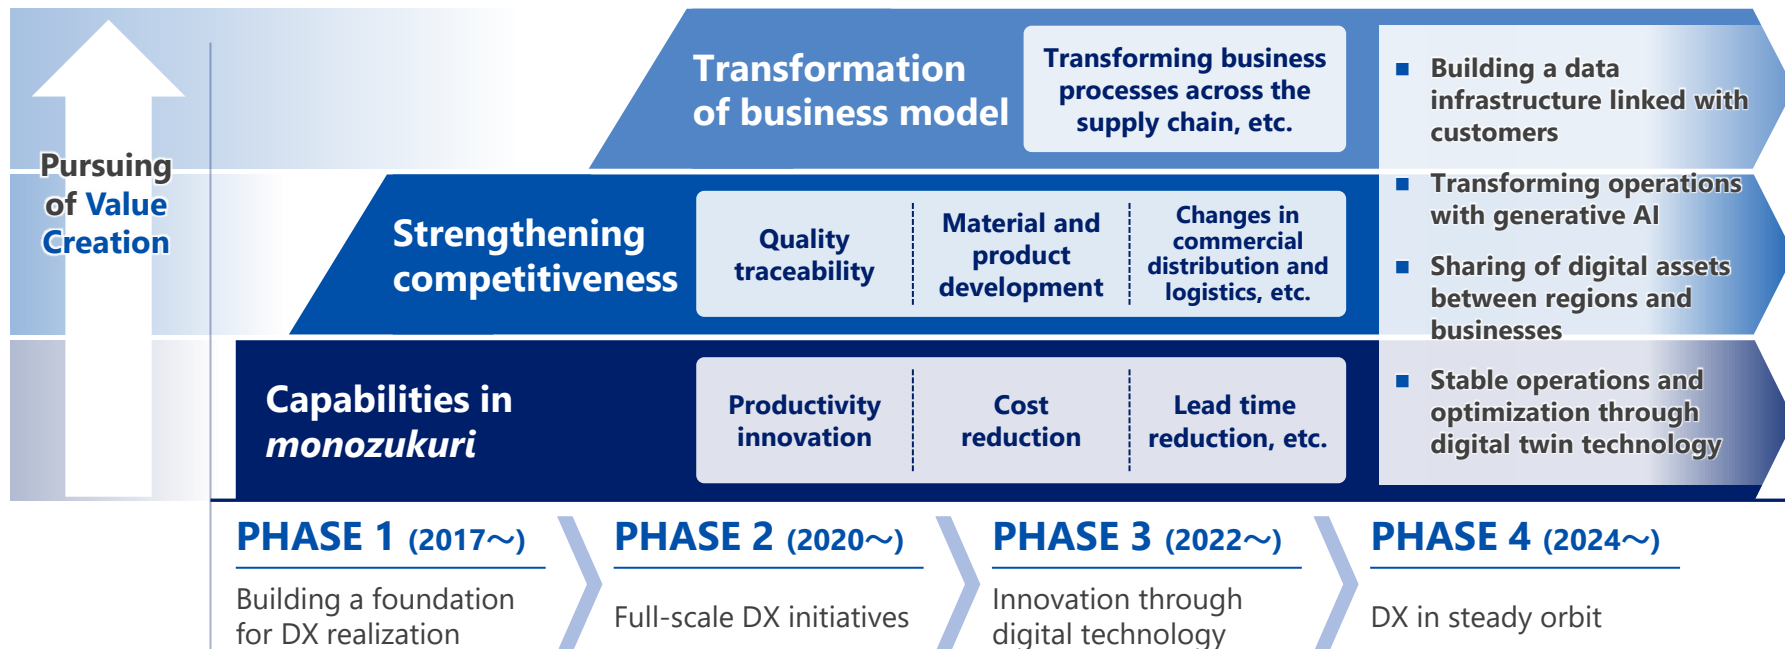 Pursuing
of Value
Creation
Transformation
of business model
Transforming business
processes across the
supply chain, etc.
Strengthening
competitiveness
Quality
traceability
Material and
product
development
Changes in
commercial
distribution and
logistics, etc.
Capabilities in
monozukuri
Productivity
innovation
Cost
reduction
Lead time
reduction, etc.
■ Building a data
infrastructure linked with
customers
■ Transforming operations
with generative AI
■ Sharing of digital assets
between regions and
businesses
■ Stable operations and
optimization through
digital twin technology
PHASE 1 (2017～)
Building a foundation
for DX realization
PHASE 2 (2020～)
Full-scale DX initiatives
PHASE 3 (2022～)
Innovation through
digital technology
PHASE 4 (2024～)
DX in steady orbit